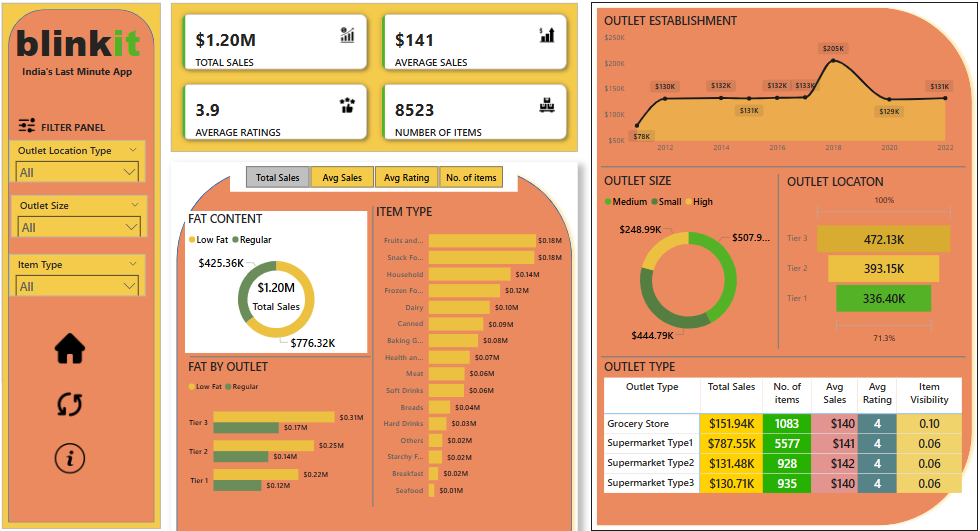 blinkit
India's Last Minute App
FILTER PANEL
Outlet Location Type
All
Outlet Size
All
Item Type
All
$1.20M
TOTAL SALES
$141
AVERAGE SALES
3.9
AVERAGE RATINGS
8523
NUMBER OF ITEMS
Total Sales Avg Sales Avg Rating No. of items
FAT CONTENT
Low Fat Regular
$425.36K
$1.20M
Total Sales
$776.32K
FAT BY OUTLET
Low Fat Regular
Tier 3 $0.31M
$0.17M
Tier 2 $0.25M
$0.14M
Tier 1 $0.22M
$0.12M
ITEM TYPE
Fruits and... $0.18M
Snack Fo... $0.18M
Household $0.14M
Frozen Fo... $0.12M
Dairy $0.10M
Canned $0.09M
Baking G... $0.08M
Health an... $0.07M
Meat $0.06M
Soft Drinks $0.06M
Breads $0.04M
Hard Drinks $0.03M
Others $0.02M
Starchy F... $0.02M
Breakfast $0.02M
Seafood $0.01M
OUTLET ESTABLISHMENT
$250K
$200K
$150K
$100K
$50K
$78K $130K $132K $131K $132K $133K $205K $129K $131K
2012 2014 2016 2018 2020 2022
OUTLET SIZE
Medium Small High
$248.99K
$507.9...
$444.79K
OUTLET LOCATON
100%
Tier 3 472.13K
Tier 2 393.15K
Tier 1 336.40K
71.3%
OUTLET TYPE
Outlet Type Total Sales No. of items Avg Sales Avg Rating Item Visibility
Grocery Store $151.94K 1083 $140 4 0.10
Supermarket Type1 $787.55K 5577 $141 4 0.06
Supermarket Type2 $131.48K 928 $142 4 0.06
Supermarket Type3 $130.71K 935 $140 4 0.06